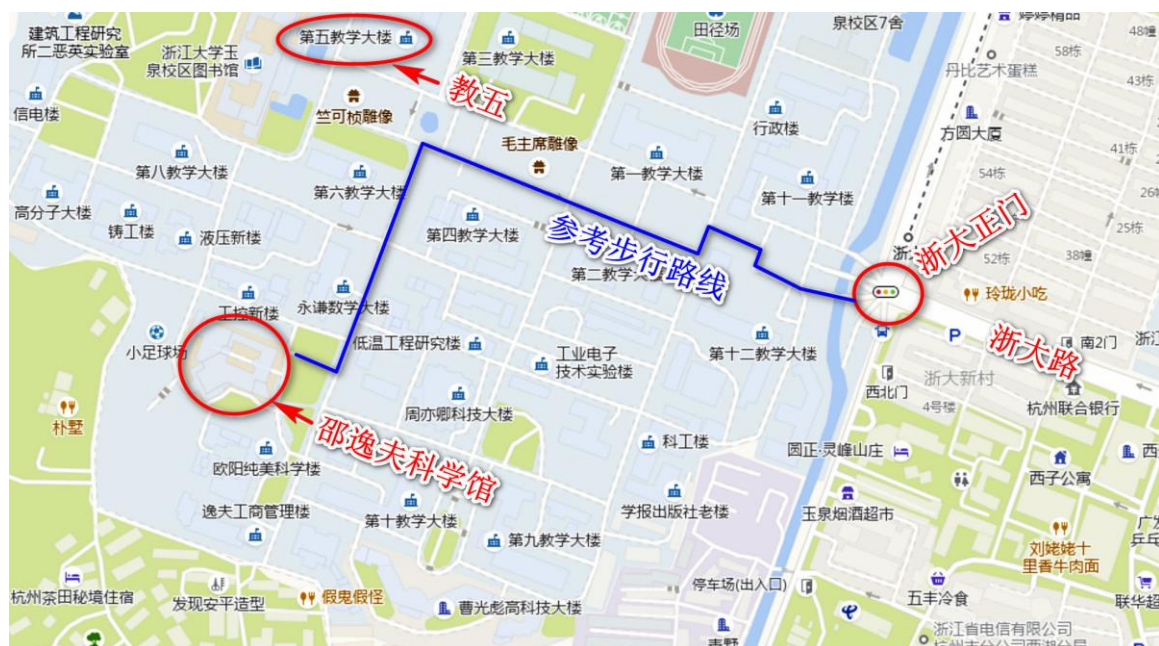 建筑工程研究
所二恶英实验室
浙江大学玉
泉校区图书馆
第五教学大楼
第三教学大楼
田径场
泉校区7舍
婷婷精品
48幢
58栋
丹比艺术蛋糕
43栋
教五
信电楼
竺可桢雕像
毛主席雕像
行政楼
方圆大厦
41栋
第八教学大楼
第六教学大楼
第一教学大楼
第十一教学楼
54栋
26幢
高分子大楼
铸工楼
液压新楼
第四教学大楼
参考步行路线
浙大正门
25栋
52栋
38幢
第二教学大楼
工控新楼
永谦数学大楼
玲珑小吃
小足球场
低温工程研究楼
工业电子
技术实验楼
第十二教学大楼
P
浙大路
南2门
西北门
浙大新村
4号楼
杭州联合银行
朴墅
周亦卿科技大楼
邵逸夫科学馆
科工楼
圆正·灵峰山庄
欧阳纯美科学楼
西子公寓
逸夫工商管理楼
第十教学大楼
学报出版社老楼
玉泉烟酒超市
第九教学大楼
刘姥姥十
里香牛肉面
杭州茶田秘境住宿
发现安平造型
假鬼假怪
曹光彪高科技大楼
停车场(出入口)
五丰冷食
联华超
浙江省电信有限公司